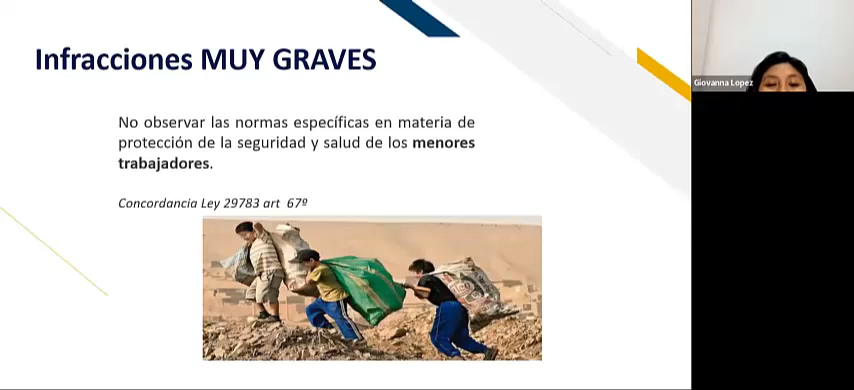 Infracciones MUY GRAVES
No observar las normas específicas en materia de
protección de la seguridad y salud de los menores
trabajadores.
Concordancia Ley 29783 art 67º
Giovanna Lopez